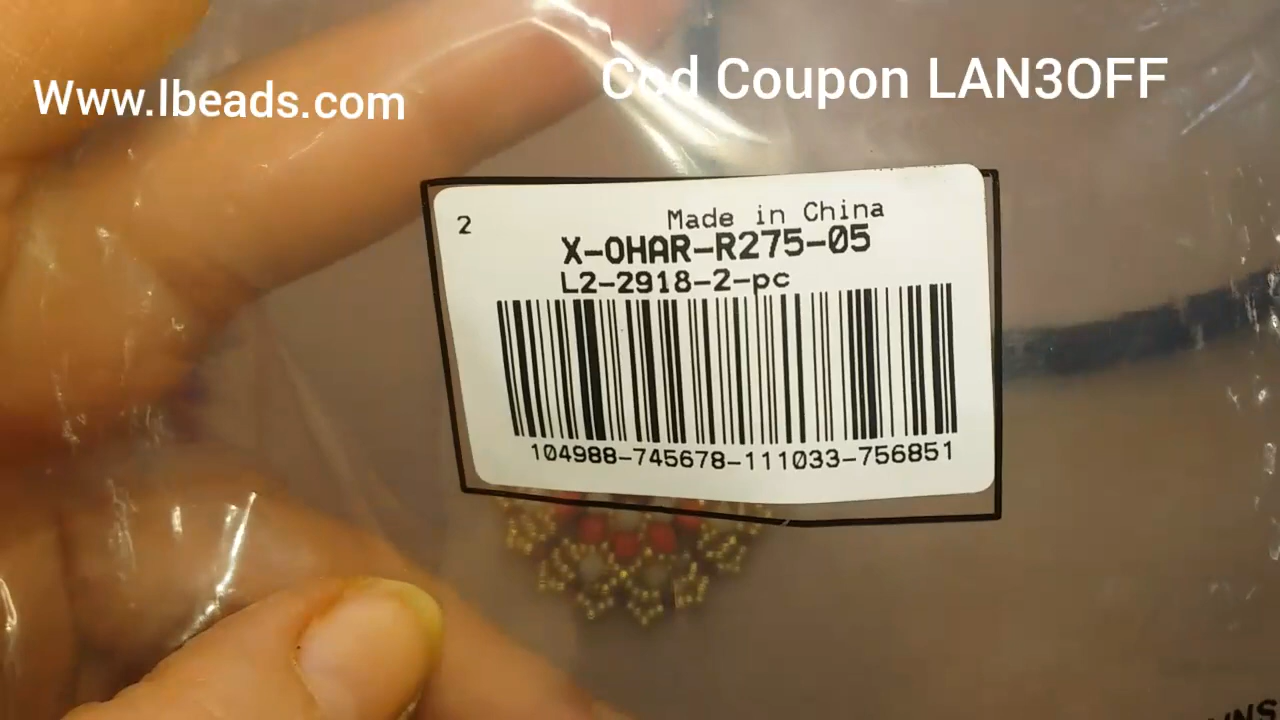 Www.lbeads.com
Cod Coupon LAN3OFF
2
Made in China
X-OHAR-R275-05
L2-2918-2-pc
104988-745678-111033-756851